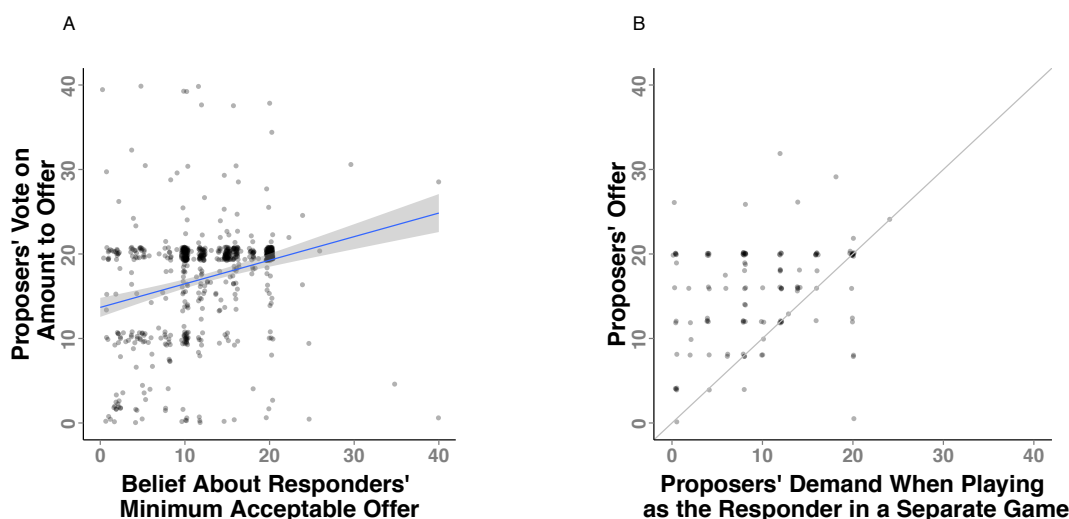 A
Proposers' Vote on
Amount to Offer
40
30
20
10
0
0 10 20 30 40
Belief About Responders'
Minimum Acceptable Offer
B
Proposers' Offer
40
30
20
10
0
0 10 20 30 40
Proposers' Demand When Playing
as the Responder in a Separate Game